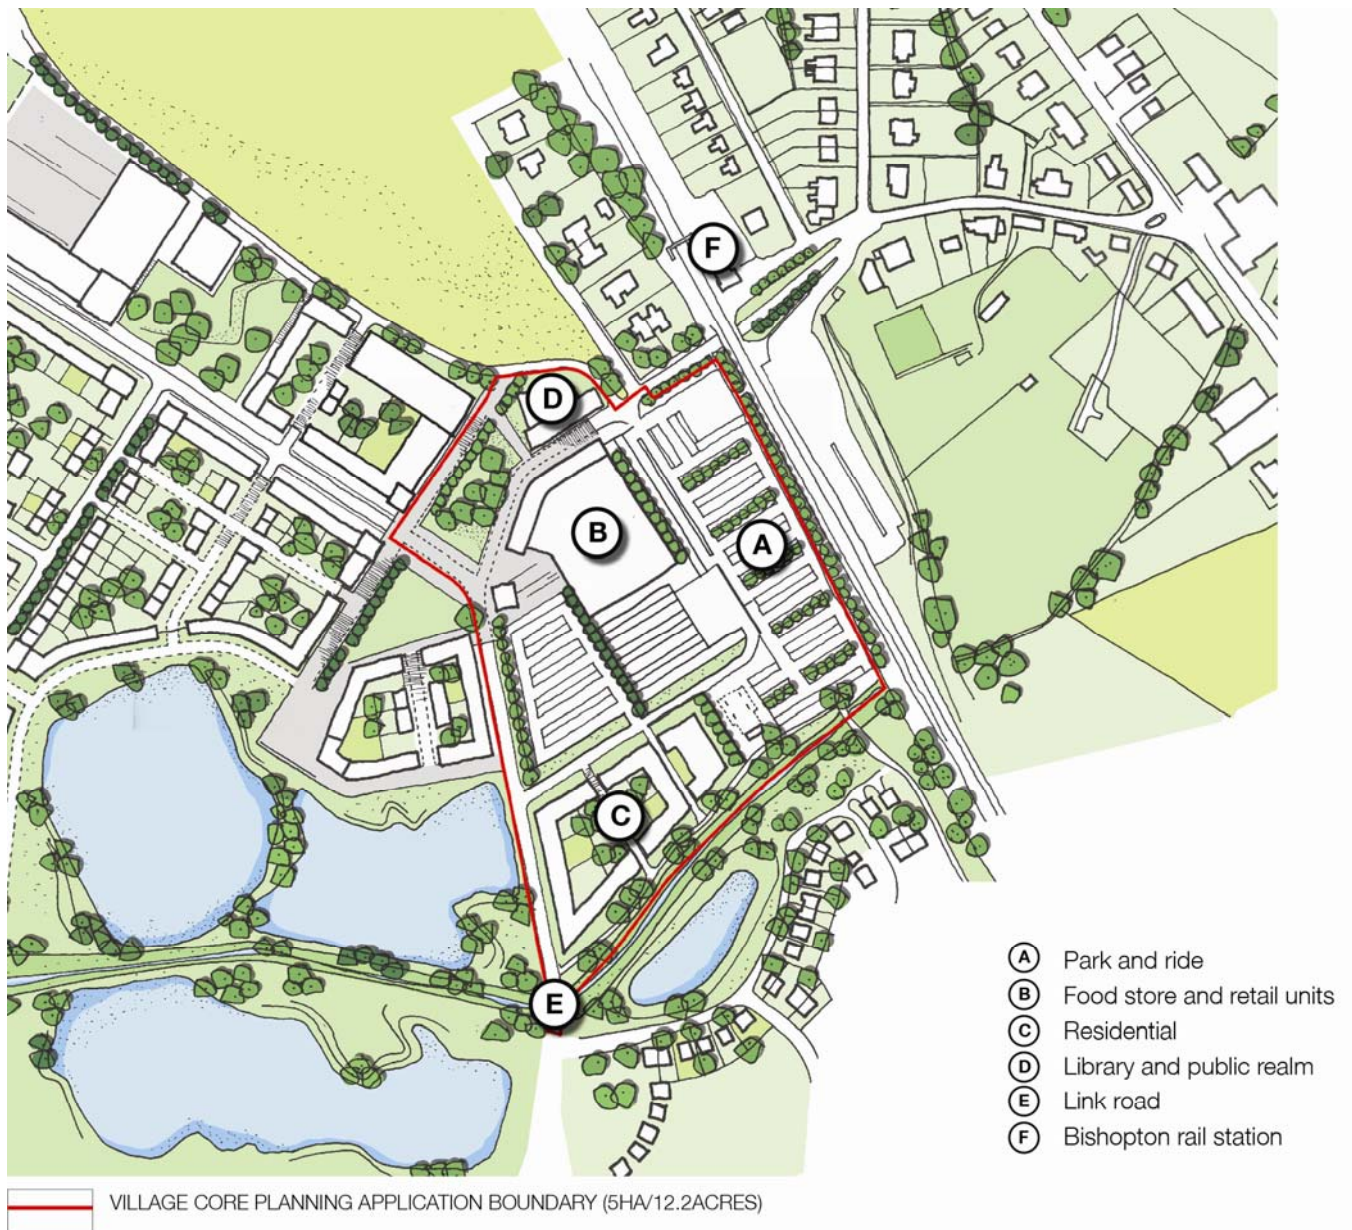 F
D
B
A
C
E
A Park and ride
B Food store and retail units
C Residential
D Library and public realm
E Link road
F Bishopton rail station
VILLAGE CORE PLANNING APPLICATION BOUNDARY (5HA/12.2ACRES)